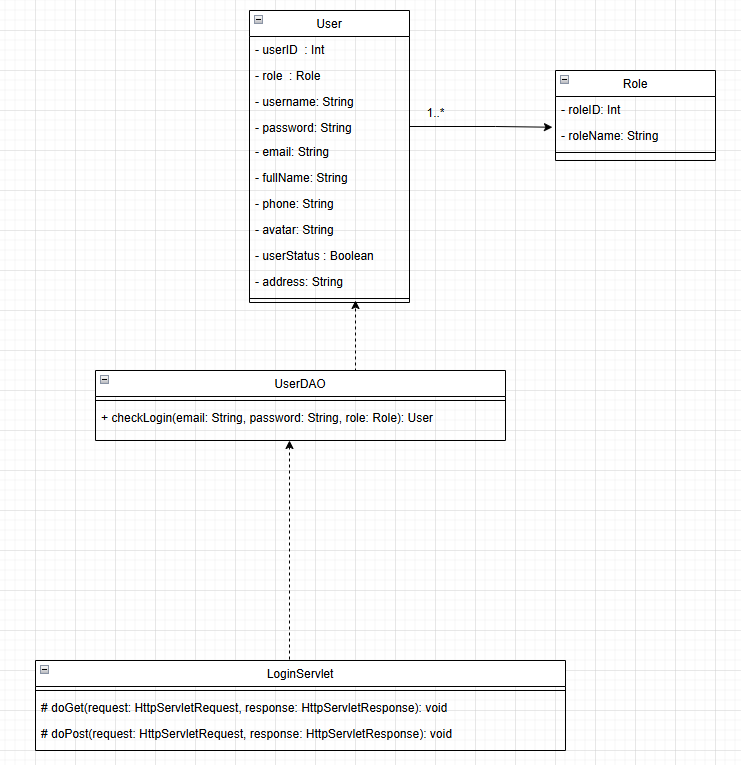 User
- userID  : Int
- role  : Role
- username: String
- password: String
- email: String
- fullName: String
- phone: String
- avatar: String
- userStatus : Boolean
- address: String
1..*
Role
- roleID: Int
- roleName: String
UserDAO
+ checkLogin(email: String, password: String, role: Role): User
LoginServlet
# doGet(request: HttpServletRequest, response: HttpServletResponse): void
# doPost(request: HttpServletRequest, response: HttpServletResponse): void